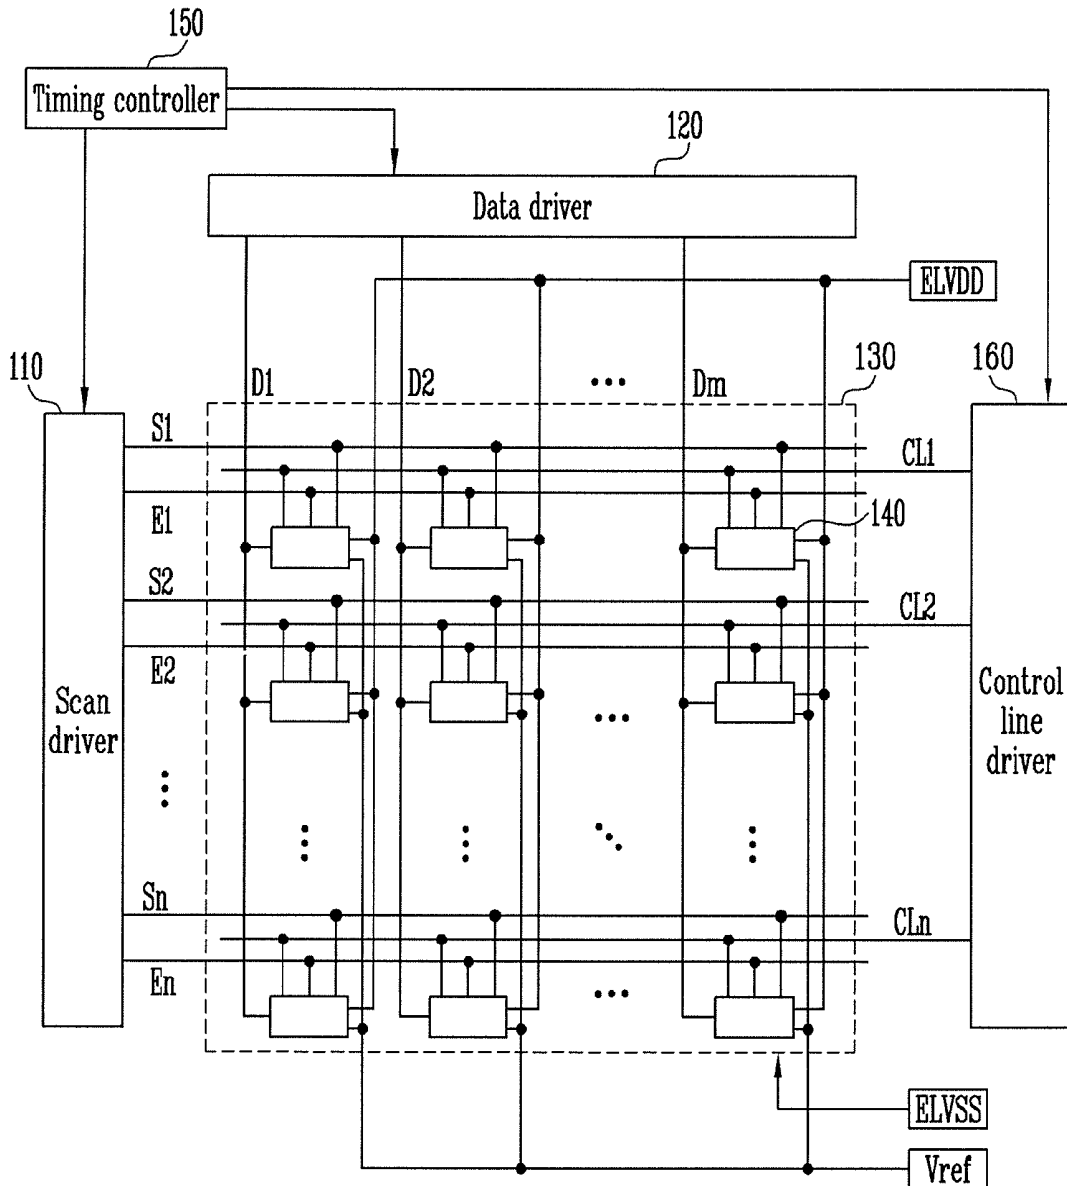 150
Timing controller
120
Data driver
ELVDD
110
D1
D2
Dm
130
160
S1
CL1
E1
140
S2
CL2
E2
Scan
driver
Control
line
driver
Sn
CLn
En
ELVSS
Vref